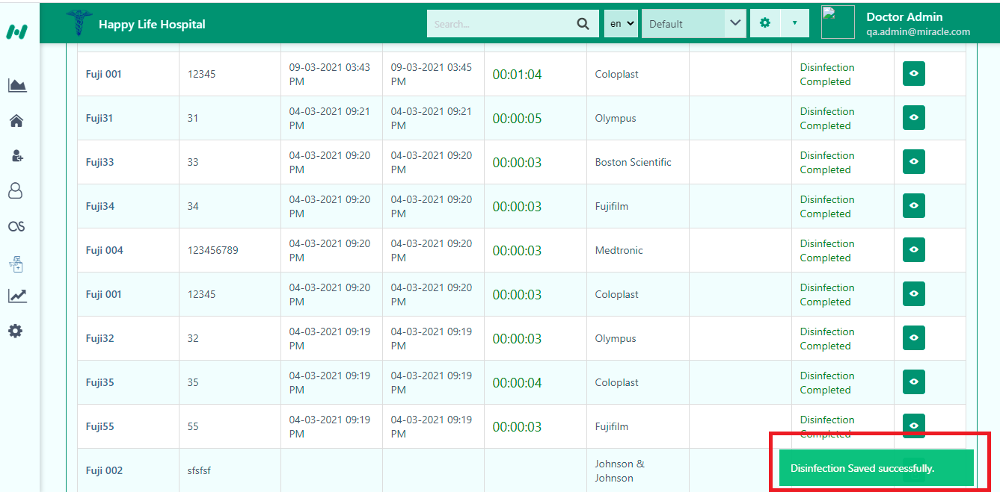 Happy Life Hospital
Search...
en
Default
Doctor Admin
qa.admin@miracle.com
Fuji 001 12345 09-03-2021 03:43 PM 09-03-2021 03:45 PM 00:01:04 Coloplast Disinfection Completed
Fuji31 31 04-03-2021 09:21 PM 04-03-2021 09:21 PM 00:00:05 Olympus Disinfection Completed
Fuji33 33 04-03-2021 09:20 PM 04-03-2021 09:20 PM 00:00:03 Boston Scientific Disinfection Completed
Fuji34 34 04-03-2021 09:20 PM 04-03-2021 09:20 PM 00:00:03 Fujifilm Disinfection Completed
Fuji 004 123456789 04-03-2021 09:20 PM 04-03-2021 09:20 PM 00:00:03 Medtronic Disinfection Completed
Fuji 001 12345 04-03-2021 09:20 PM 04-03-2021 09:20 PM 00:00:03 Coloplast Disinfection Completed
Fuji32 32 04-03-2021 09:19 PM 04-03-2021 09:19 PM 00:00:03 Olympus Disinfection Completed
Fuji35 35 04-03-2021 09:19 PM 04-03-2021 09:19 PM 00:00:04 Coloplast Disinfection Completed
Fuji55 55 04-03-2021 09:19 PM 04-03-2021 09:19 PM 00:00:03 Fujifilm Disinfection Completed
Fuji 002 sfsfsf Johnson & Johnson
Disinfection Saved successfully.